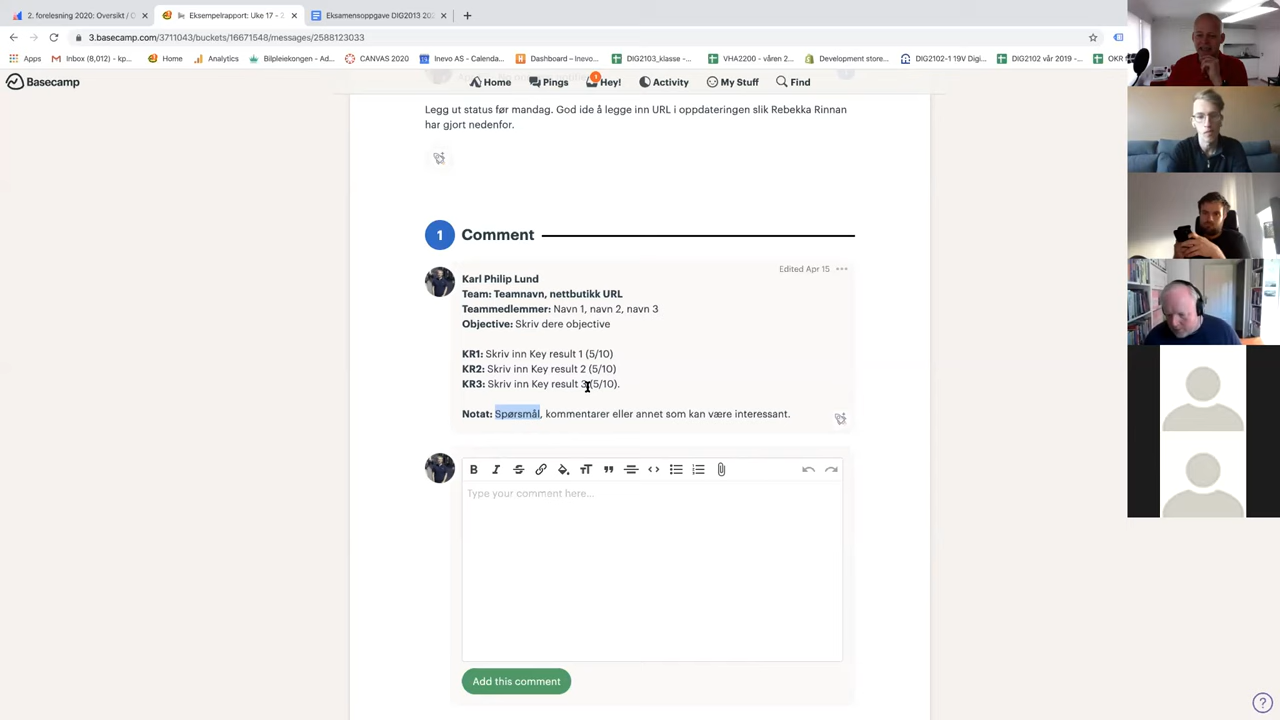 2. forelesning 2020: Oversikt / O
Eksempelrapport: Uke 17 - 2
Eksamensoppgave DIG2013 202
3.basecamp.com/3711043/buckets/16671548/messages/2588123033
Apps
Inbox (8,012) - kp...
Home
Analytics
Bilpleiekongen - Ad...
CANVAS 2020
Inevo AS - Calenda...
Dashboard – Inevo...
DIG2103_klasse -...
VHA2200 - våren 2...
Development store...
DIG2102-1 19V Digi...
DIG2102 vår 2019 -...
OKR
Basecamp
Home
Pings
1
Hey!
Activity
My Stuff
Find
Legg ut status før mandag. God ide å legge inn URL i oppdateringen slik Rebekka Rinnan
har gjort nedenfor.
1 Comment
Edited Apr 15
Karl Philip Lund
Team: Teamnavn, nettbutikk URL
Teammedlemmer: Navn 1, navn 2, navn 3
Objective: Skriv dere objective
KR1: Skriv inn Key result 1 (5/10)
KR2: Skriv inn Key result 2 (5/10)
KR3: Skriv inn Key result 3 (5/10).
Notat: Spørsmål, kommentarer eller annet som kan være interessant.
Type your comment here...
Add this comment